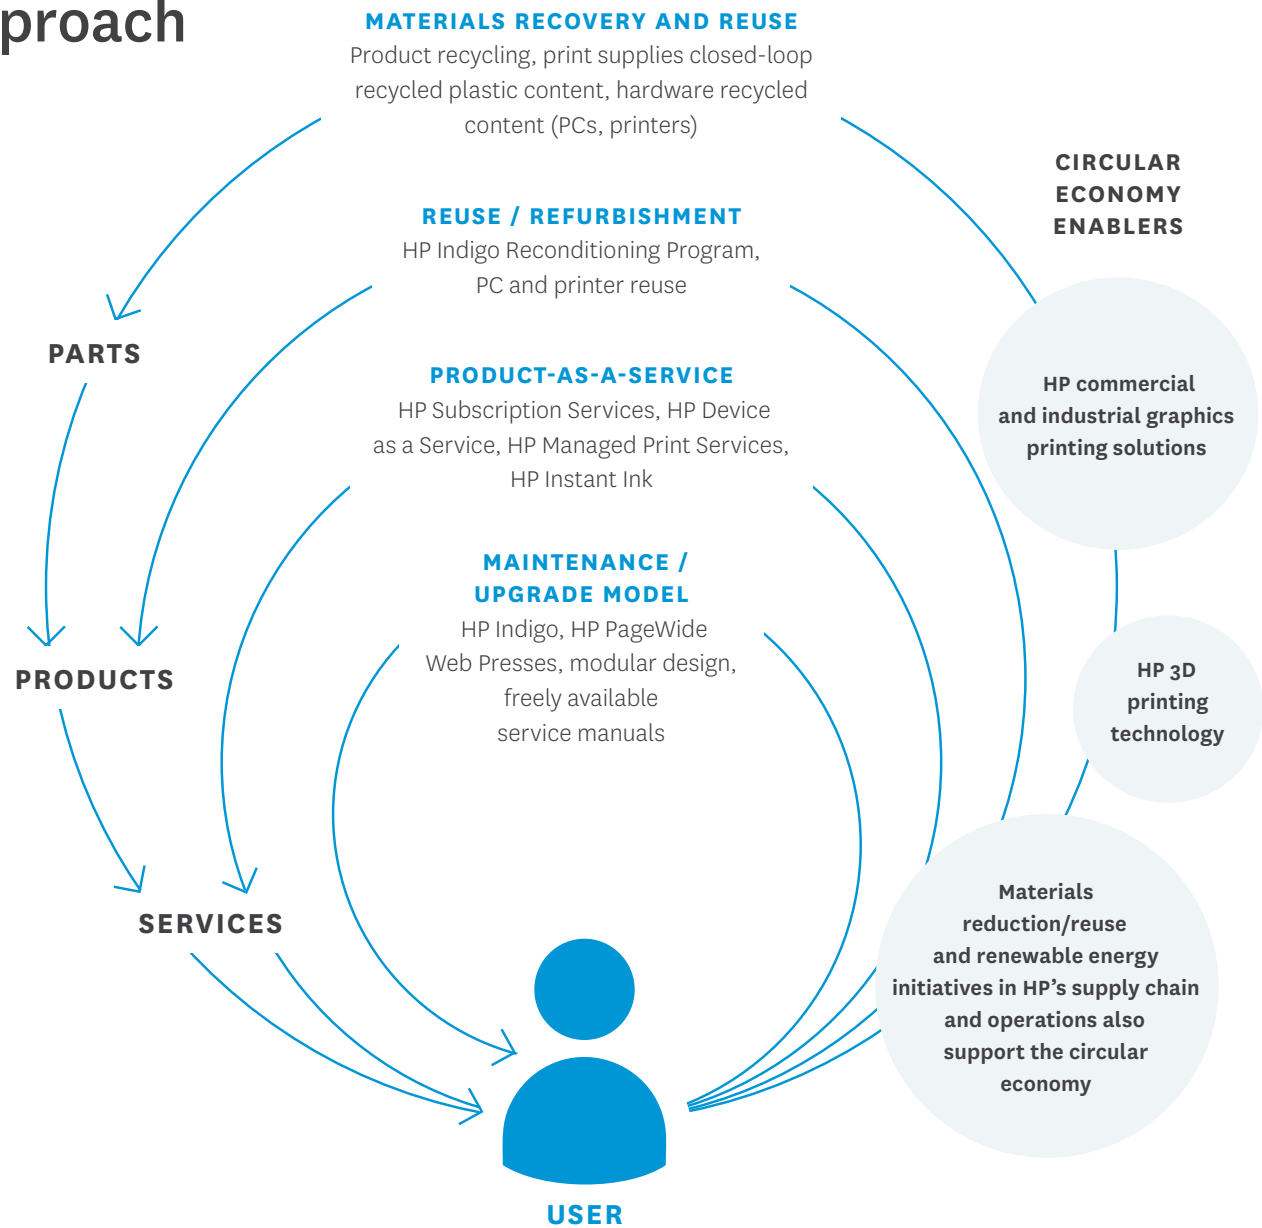 proach
MATERIALS RECOVERY AND REUSE
Product recycling, print supplies closed-loop
recycled plastic content, hardware recycled
content (PCs, printers)
REUSE / REFURBISHMENT
HP Indigo Reconditioning Program,
PC and printer reuse
PRODUCT-AS-A-SERVICE
HP Subscription Services, HP Device
as a Service, HP Managed Print Services,
HP Instant Ink
MAINTENANCE /
UPGRADE MODEL
HP Indigo, HP PageWide
Web Presses, modular design,
freely available
service manuals
PARTS
PRODUCTS
SERVICES
USER
CIRCULAR
ECONOMY
ENABLERS
HP commercial
and industrial graphics
printing solutions
HP 3D
printing
technology
Materials
reduction/reuse
and renewable energy
initiatives in HP’s supply chain
and operations also
support the circular
economy